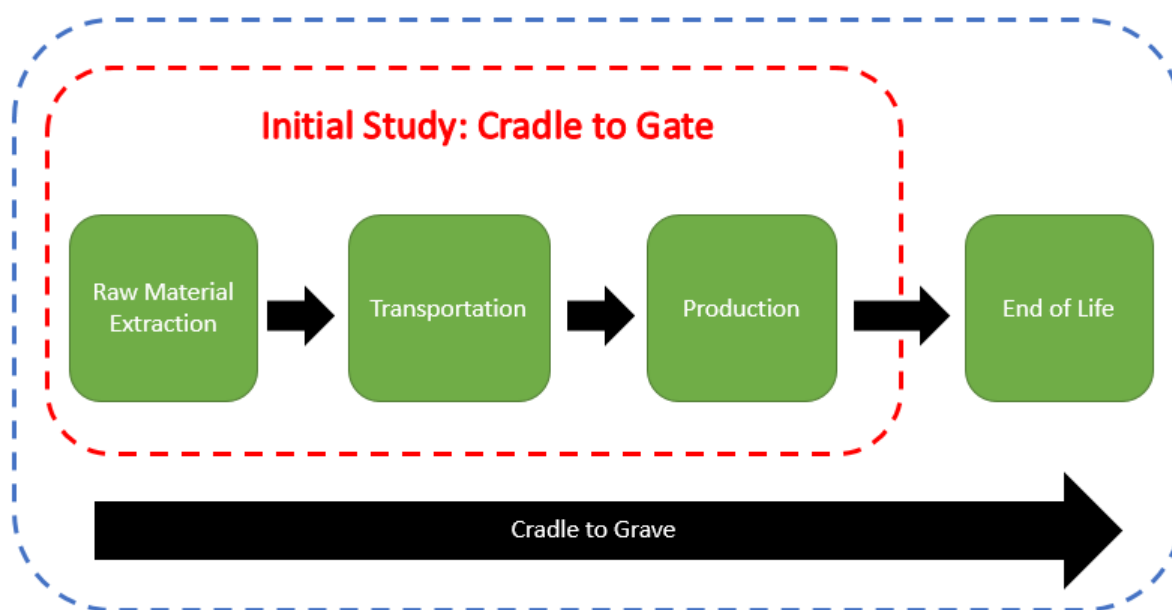 Initial Study: Cradle to Gate
Raw Material
Extraction
Transportation
Production
End of Life
Cradle to Grave